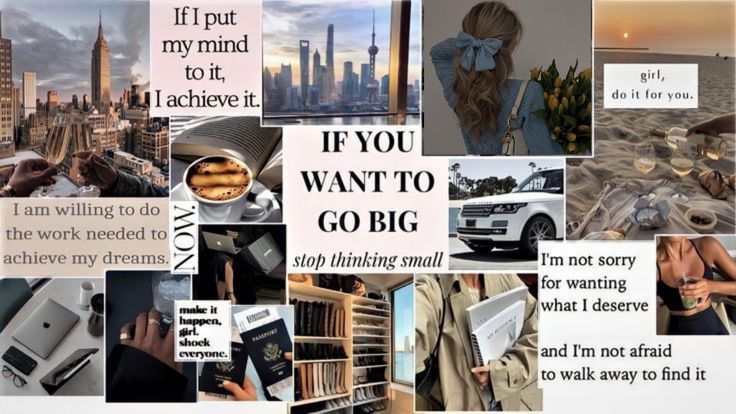 If I put
my mind
to it,
I achieve it.
girl,
do it for you.
IF YOU
WANT TO
GO BIG
stop thinking small
I am willing to do
the work needed to
achieve my dreams.
NOW.
I'm not sorry
for wanting
what I deserve
and I'm not afraid
to walk away to find it
make it
happen,
girl.
shock
everyone.
PASSPORT